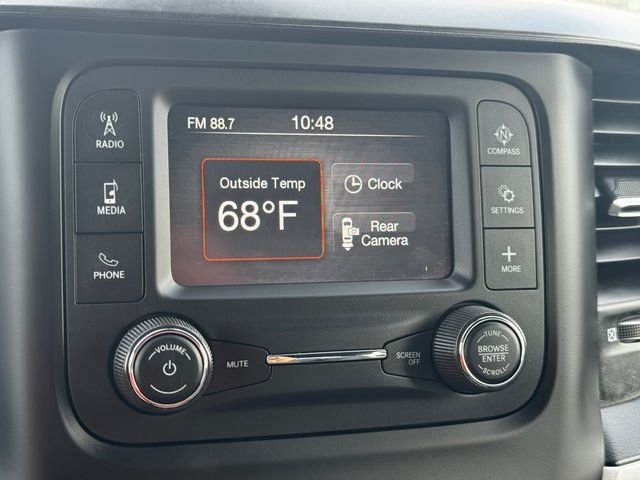 FM 88.7 10:48
RADIO
MEDIA
PHONE
Outside Temp
68°F
Clock
Rear
Camera
N
COMPASS
SETTINGS
MORE
VOLUME
MUTE
SCREEN
OFF
TUNE
BROWSE
ENTER
SCROLL